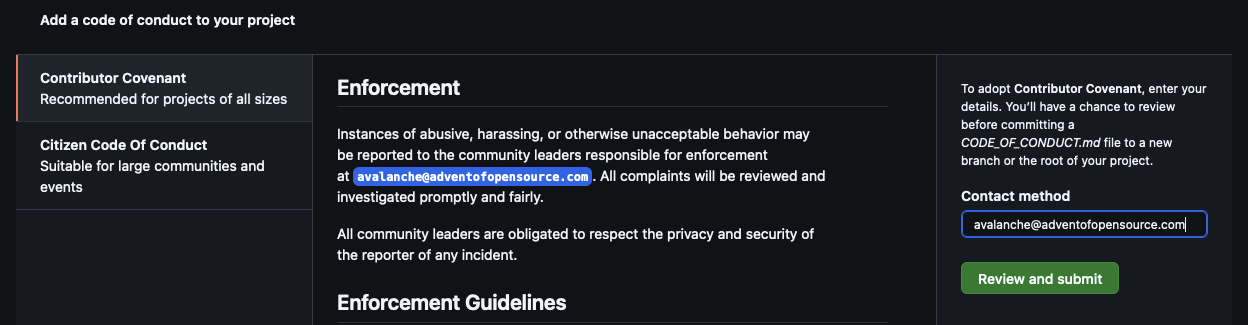 Add a code of conduct to your project
Contributor Covenant
Recommended for projects of all sizes
Citizen Code Of Conduct
Suitable for large communities and
events
Enforcement
Instances of abusive, harassing, or otherwise unacceptable behavior may
be reported to the community leaders responsible for enforcement
at avalanche@adventofopensource.com. All complaints will be reviewed and
investigated promptly and fairly.
All community leaders are obligated to respect the privacy and security of
the reporter of any incident.
Enforcement Guidelines
To adopt Contributor Covenant, enter your
details. You’ll have a chance to review
before committing a
CODE_OF_CONDUCT.md file to a new
branch or the root of your project.
Contact method
avalanche@adventofopensource.com
Review and submit